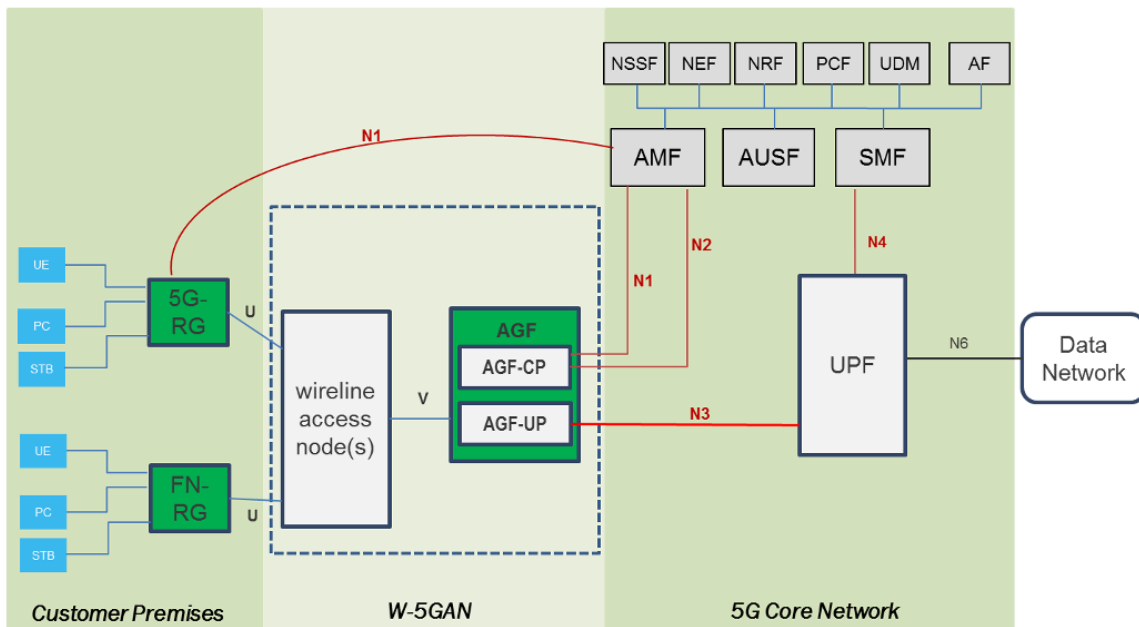 NSSF
NEF
NRF
PCF
UDM
AF
N1
AMF
AUSF
SMF
N2
N4
N1
UE
PC
STB
5G-
RG
U
wireline
access
node(s)
AGF
AGF-CP
AGF-UP
V
N3
UPF
N6
Data
Network
UE
PC
STB
FN-
RG
U
Customer Premises
W-5GAN
5G Core Network